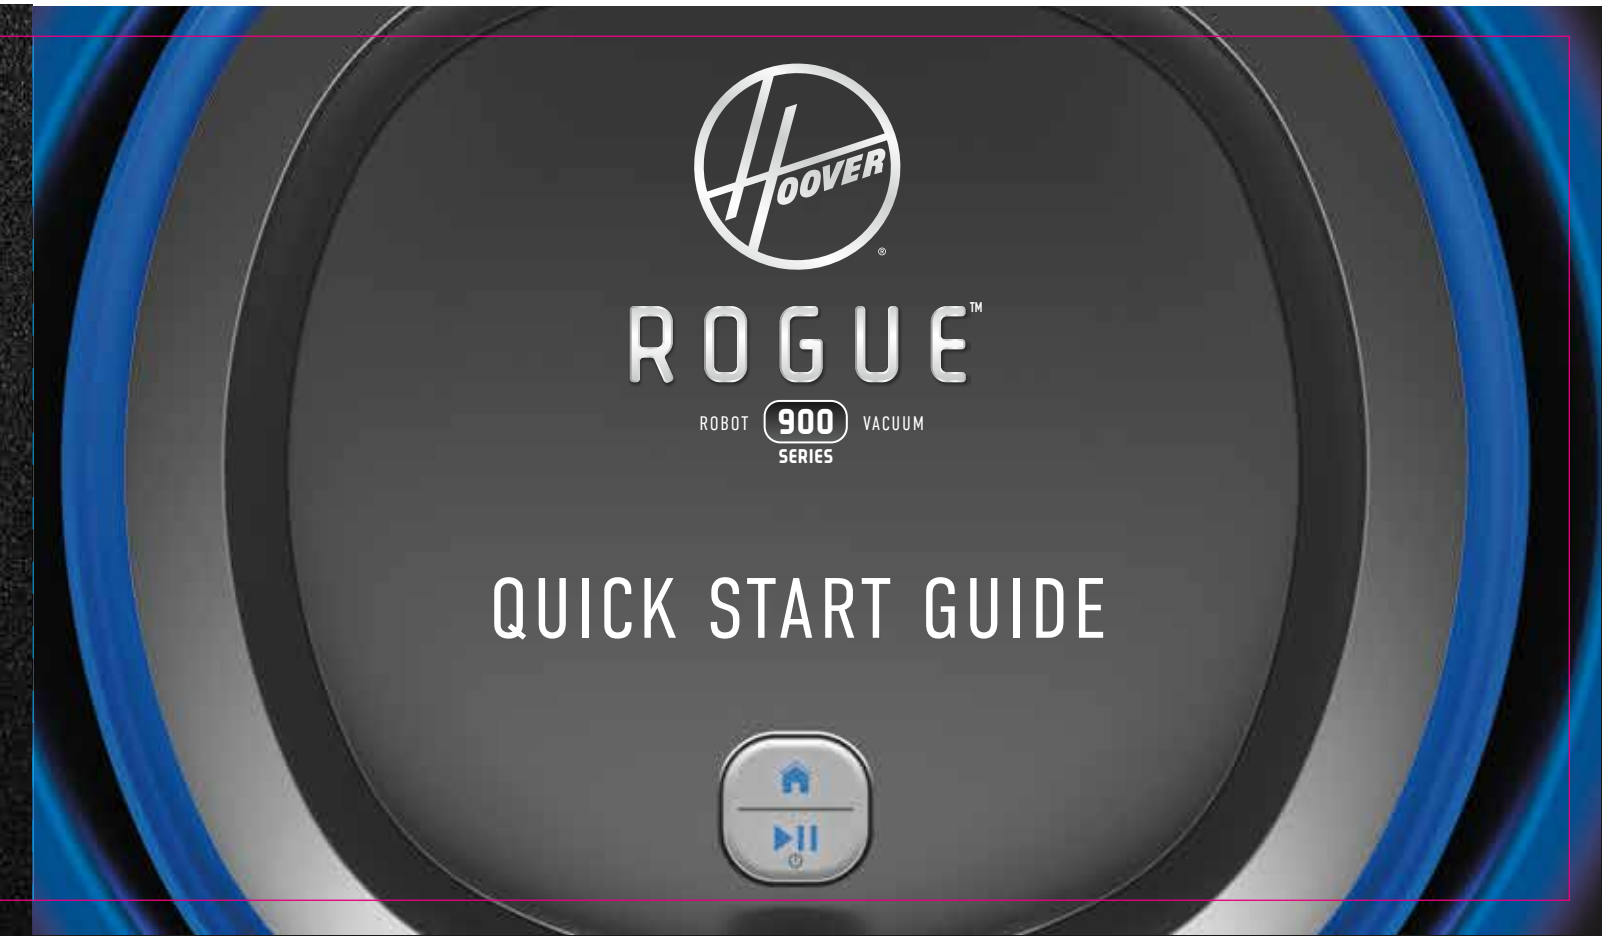 HOOVER
®
ROGUE™
ROBOT 900 VACUUM
SERIES
QUICK START GUIDE